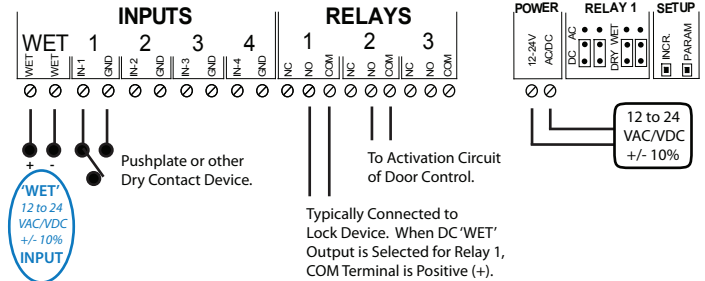 INPUTS
RELAYS
POWER
RELAY 1
SETUP
WET 1 2 3 4
1 2 3
WET
WET
IN-1
GND
IN-2
GND
IN-3
GND
IN-4
GND
NC
NO
COM
NC
NO
COM
NC
NO
COM
12-24V
AC/DC
DC AC
DRY WET
INCR.
PARAM
+ -
Pushplate or other
Dry Contact Device.
To Activation Circuit
of Door Control.
12 to 24
VAC/VDC
+/- 10%
'WET'
12 to 24
VAC/VDC
+/- 10%
INPUT
Typically Connected to
Lock Device. When DC 'WET'
Output is Selected for Relay 1,
COM Terminal is Positive (+).